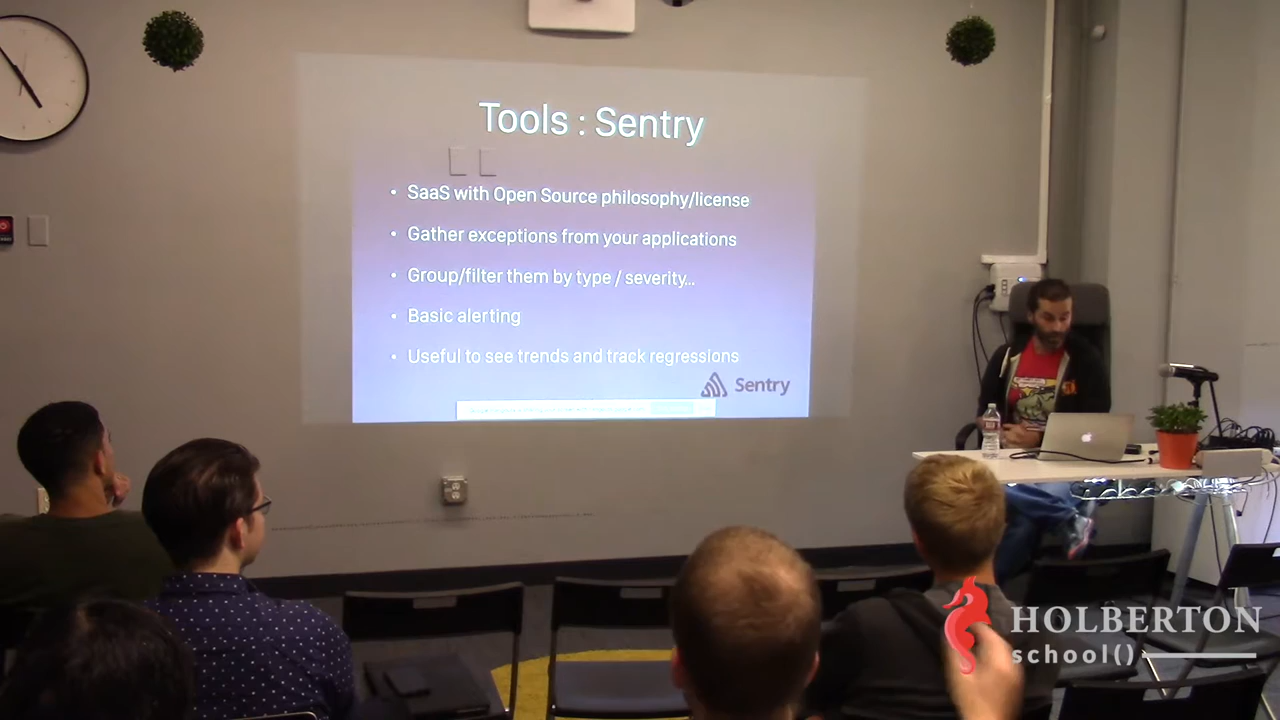 Tools : Sentry
• SaaS with Open Source philosophy/license
• Gather exceptions from your applications
• Group/filter them by type / severity...
• Basic alerting
• Useful to see trends and track regressions
Sentry
HOLBERTON
school()